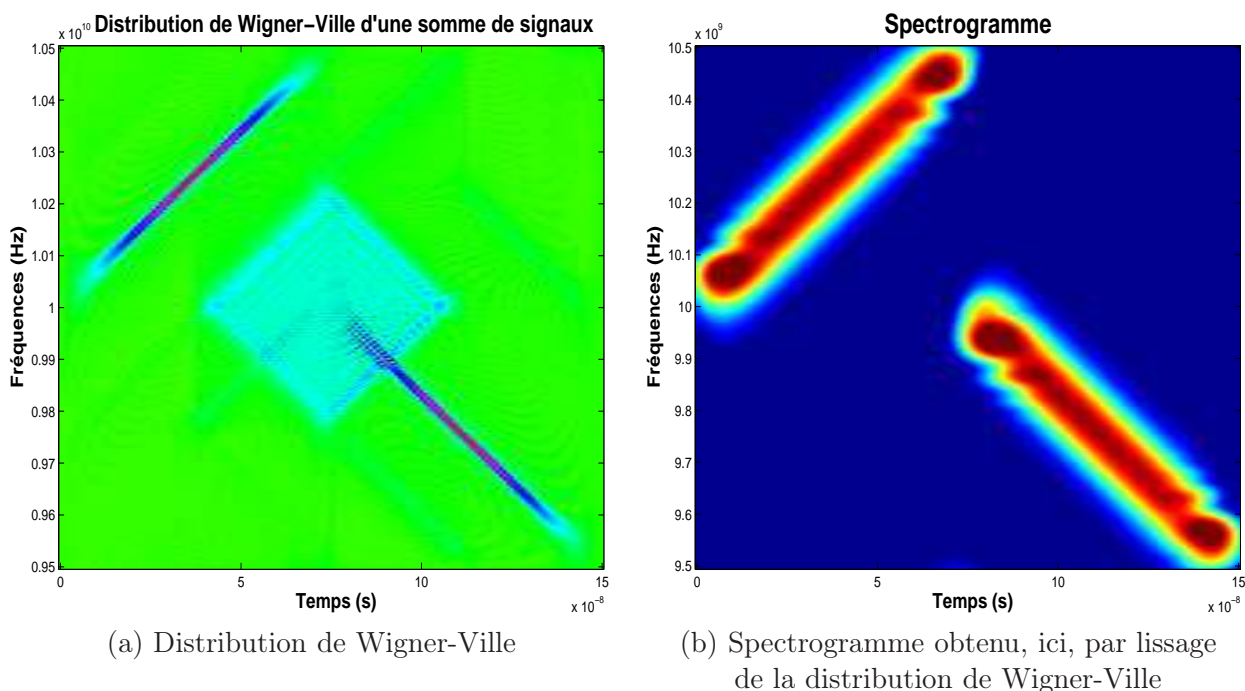 x 10¹⁰ Distribution de Wigner−Ville d'une somme de signaux
1.05
1.04
1.03
1.02
1.01
1
0.99
0.98
0.97
0.96
0.95
Fréquences (Hz)
0 5 10 15
Temps (s)
x 10⁻⁸
(a) Distribution de Wigner-Ville
Spectrogramme
x 10⁹
10.5
10.4
10.3
10.2
10.1
10
9.9
9.8
9.7
9.6
9.5
Fréquences (Hz)
0 5 10 15
Temps (s)
x 10⁻⁸
(b) Spectrogramme obtenu, ici, par lissage
de la distribution de Wigner-Ville